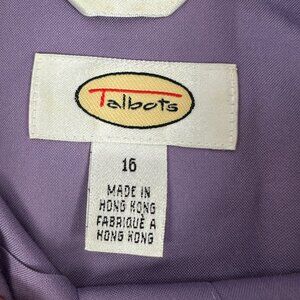 Talbots
16
MADE IN
HONG KONG
FABRIQUÉ À
HONG KONG